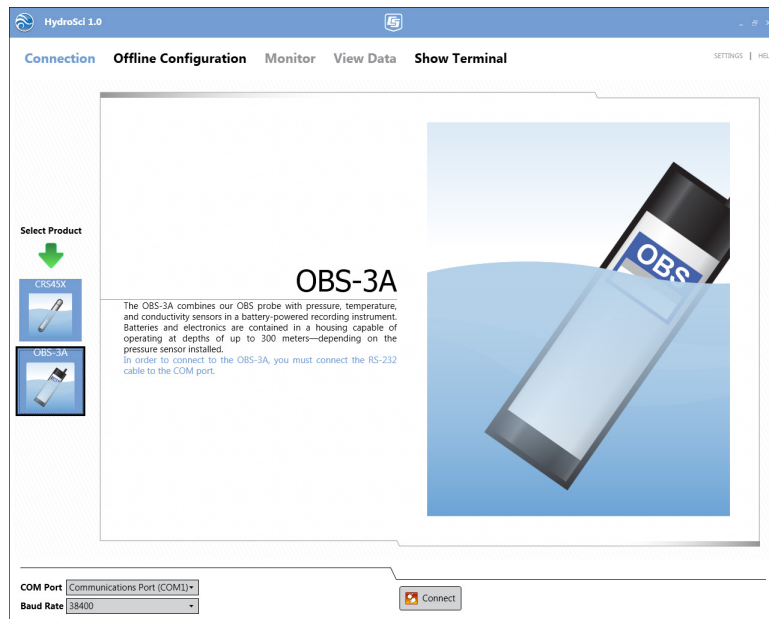 HydroSci 1.0
Connection Offline Configuration Monitor View Data Show Terminal
SETTINGS | HEL
Select Product
CRS45X
OBS-3A
OBS-3A
The OBS-3A combines our OBS probe with pressure, temperature,
and conductivity sensors in a battery-powered recording instrument.
Batteries and electronics are contained in a housing capable of
operating at depths of up to 300 meters—depending on the
pressure sensor installed.
In order to connect to the OBS-3A, you must connect the RS-232
cable to the COM port.
OBS
COM Port Communications Port (COM1)
Baud Rate 38400
Connect